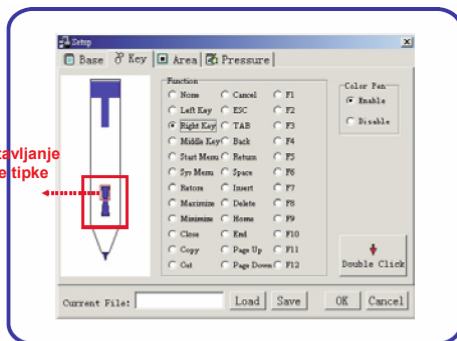 Setup
Base Key Area Pressure
Function
None Cancel F1
Left Key ESC F2
Right Key TAB F3
Middle Key Back F4
Start Menu Return F5
Sys Menu Space F6
Retore Insert F7
Maximize Delete F8
Minimize Home F9
Close End F10
Copy Page Up F11
Cut Page Down F12
Color Pen
Enable
Disable
Double Click
tavljanje
e tipke
Current File: Load Save OK Cancel